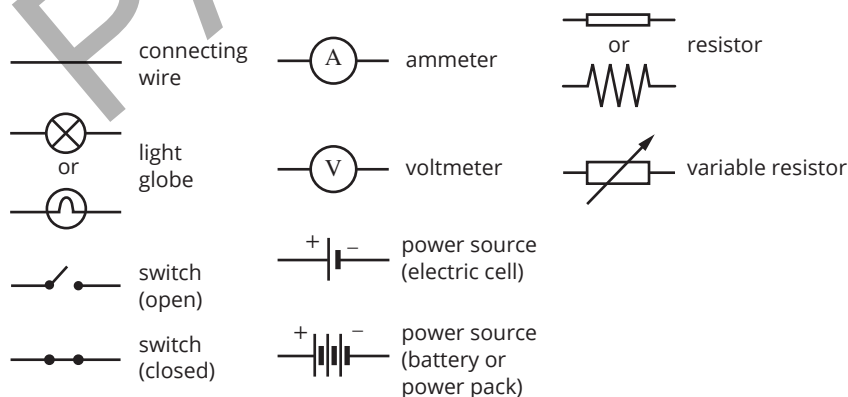 connecting
wire
or
light
globe
switch
(open)
switch
(closed)
A
ammeter
V
voltmeter
+ −
power source
(electric cell)
+ −
power source
(battery or
power pack)
or
resistor
variable resistor